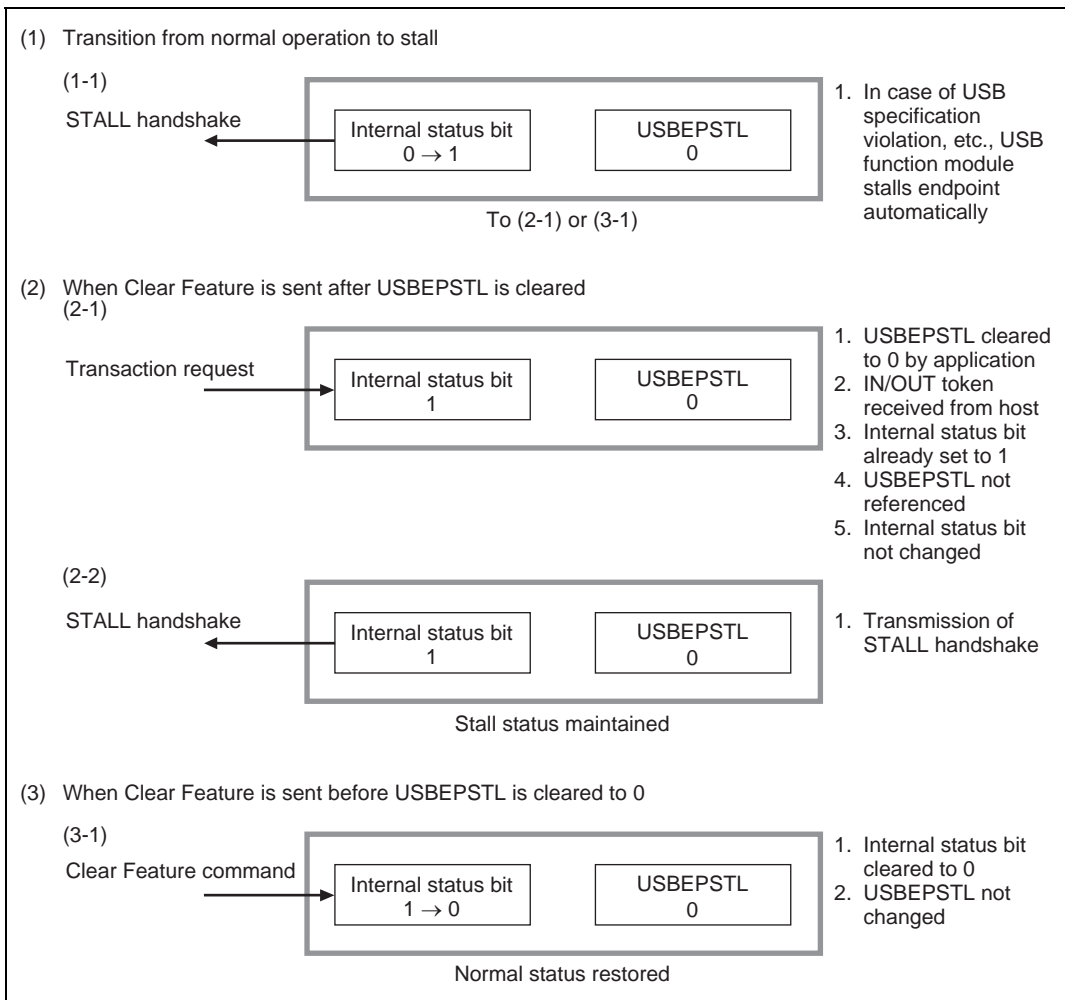 (1) Transition from normal operation to stall
(1-1)
STALL handshake
Internal status bit
0 → 1
USBEPSTL
0
To (2-1) or (3-1)
1. In case of USB
specification
violation, etc., USB
function module
stalls endpoint
automatically
(2) When Clear Feature is sent after USBEPSTL is cleared
(2-1)
Transaction request
Internal status bit
1
USBEPSTL
0
1. USBEPSTL cleared
to 0 by application
2. IN/OUT token
received from host
3. Internal status bit
already set to 1
4. USBEPSTL not
referenced
5. Internal status bit
not changed
(2-2)
STALL handshake
Internal status bit
1
USBEPSTL
0
1. Transmission of
STALL handshake
Stall status maintained
(3) When Clear Feature is sent before USBEPSTL is cleared to 0
(3-1)
Clear Feature command
Internal status bit
1 → 0
USBEPSTL
0
1. Internal status bit
cleared to 0
2. USBEPSTL not
changed
Normal status restored